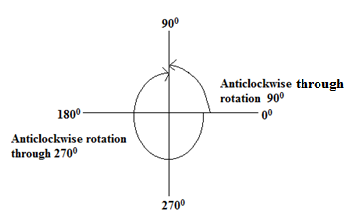 90⁰
Anticlockwise through
rotation 90⁰
180⁰
0⁰
Anticlockwise rotation
through 270⁰
270⁰